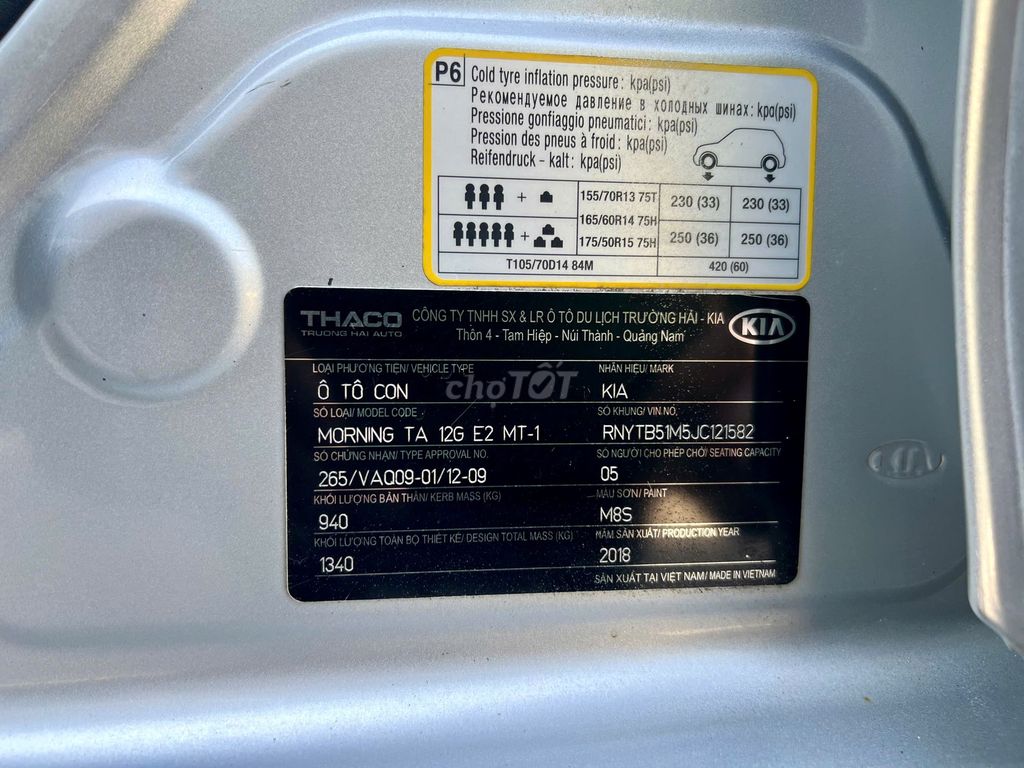 P6 Cold tyre inflation pressure : kpa(psi)
Рекомендуемое давление в холодных шинах: kpa(psi)
Pressione gonfiaggio pneumatici : kpa(psi)
Pression des pneus à froid : kpa(psi)
Reifendruck - kalt : kpa(psi)
+ 155/70R13 75T 230 (33) 230 (33)
165/60R14 75H
+ 175/50R15 75H 250 (36) 250 (36)
T105/70D14 84M 420 (60)
THACO CÔNG TY TNHH SX & LR Ô TÔ DU LỊCH TRƯỜNG HẢI - KIA KIA
TRUONG HAI AUTO Thôn 4 - Tam Hiệp - Núi Thành - Quảng Nam
LOẠI PHƯƠNG TIỆN/ VEHICLE TYPE NHÃN HIỆU/ MARK
Ô TÔ CON KIA
chợTỐT
SỐ LOẠI/ MODEL CODE SỐ KHUNG/ VIN NO.
MORNING TA 12G E2 MT-1 RNYTB51M5JC121582
SỐ CHỨNG NHẬN/ TYPE APPROVAL NO. SỐ NGƯỜI CHO PHÉP CHỞ/ SEATING CAPACITY
265/VAQ09-01/12-09 05
KHỐI LƯỢNG BẢN THÂN/ KERB MASS (KG) MÀU SƠN/ PAINT
940 M8S
KHỐI LƯỢNG TOÀN BỘ THIẾT KẾ/ DESIGN TOTAL MASS (KG) NĂM SẢN XUẤT/ PRODUCTION YEAR
1340 2018
SẢN XUẤT TẠI VIỆT NAM/ MADE IN VIETNAM
KIA